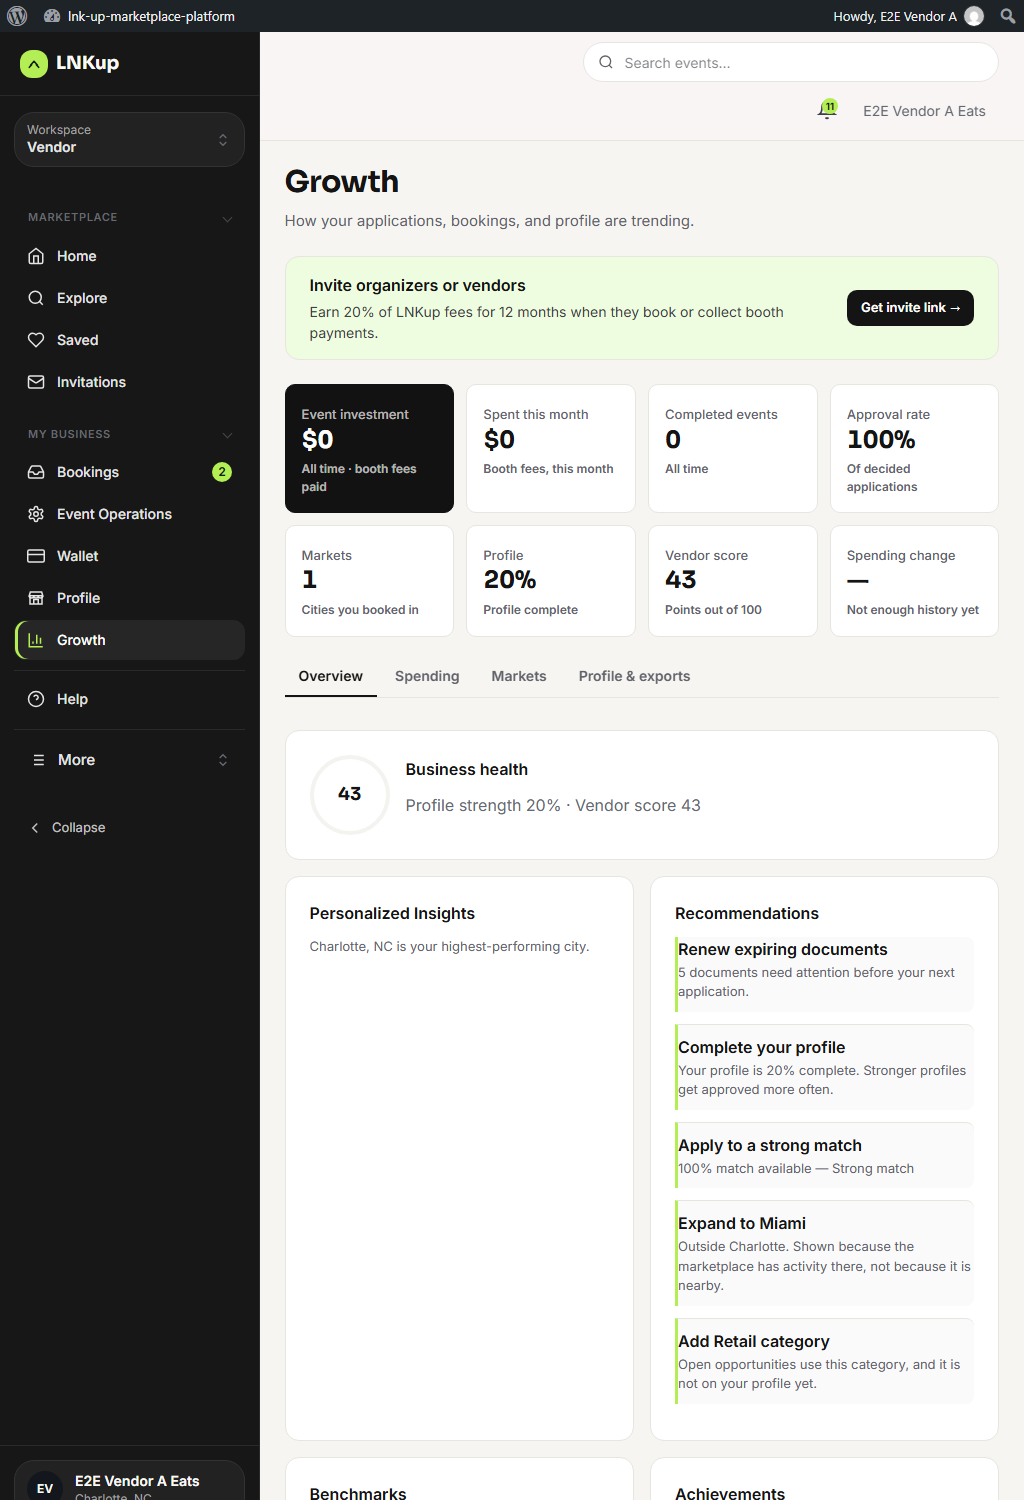 lnk-up-marketplace-platform
Howdy, E2E Vendor A
LNKup
Workspace
Vendor
MARKETPLACE
Home
Explore
Saved
Invitations
MY BUSINESS
Bookings
2
Event Operations
Wallet
Profile
Growth
Help
More
Collapse
EV
E2E Vendor A Eats
Charlotte, NC
Search events...
11
E2E Vendor A Eats
Growth
How your applications, bookings, and profile are trending.
Invite organizers or vendors
Earn 20% of LNKup fees for 12 months when they book or collect booth
payments.
Get invite link →
Event investment
$0
All time · booth fees
paid
Spent this month
$0
Booth fees, this month
Completed events
0
All time
Approval rate
100%
Of decided
applications
Markets
1
Cities you booked in
Profile
20%
Profile complete
Vendor score
43
Points out of 100
Spending change
—
Not enough history yet
Overview
Spending
Markets
Profile & exports
43
Business health
Profile strength 20% · Vendor score 43
Personalized Insights
Charlotte, NC is your highest-performing city.
Recommendations
Renew expiring documents
5 documents need attention before your next
application.
Complete your profile
Your profile is 20% complete. Stronger profiles
get approved more often.
Apply to a strong match
100% match available — Strong match
Expand to Miami
Outside Charlotte. Shown because the
marketplace has activity there, not because it is
nearby.
Add Retail category
Open opportunities use this category, and it is
not on your profile yet.
Benchmarks
Achievements